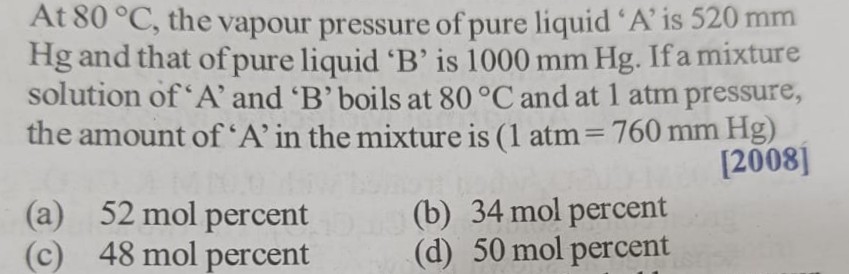 At 80 °C, the vapour pressure of pure liquid ‘A’ is 520 mm
Hg and that of pure liquid ‘B’ is 1000 mm Hg. If a mixture
solution of ‘A’ and ‘B’ boils at 80 °C and at 1 atm pressure,
the amount of ‘A’ in the mixture is (1 atm = 760 mm Hg)
[2008]
(a) 52 mol percent (b) 34 mol percent
(c) 48 mol percent (d) 50 mol percent